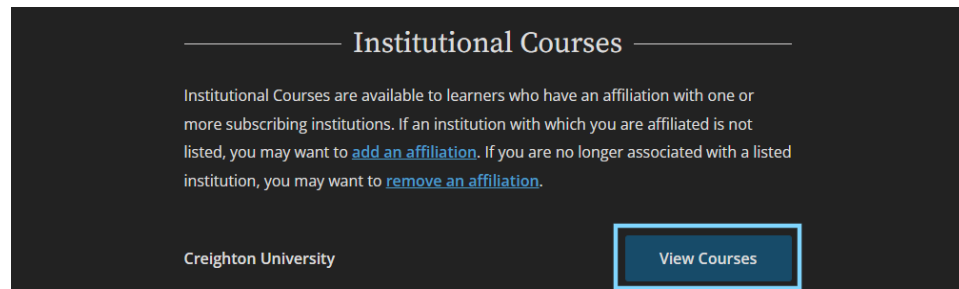 Institutional Courses
Institutional Courses are available to learners who have an affiliation with one or
more subscribing institutions. If an institution with which you are affiliated is not
listed, you may want to add an affiliation. If you are no longer associated with a listed
institution, you may want to remove an affiliation.
Creighton University View Courses